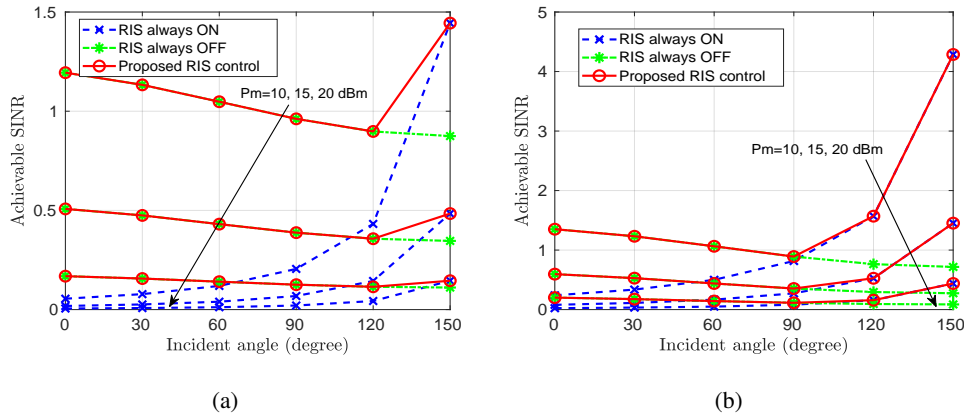 RIS always ON
RIS always OFF
Proposed RIS control
Pm=10, 15, 20 dBm
1.5
1
0.5
0
0 30 60 90 120 150
Achievable SINR
Incident angle (degree)
(a)
RIS always ON
RIS always OFF
Proposed RIS control
Pm=10, 15, 20 dBm
5
4
3
2
1
0
0 30 60 90 120 150
Achievable SINR
Incident angle (degree)
(b)